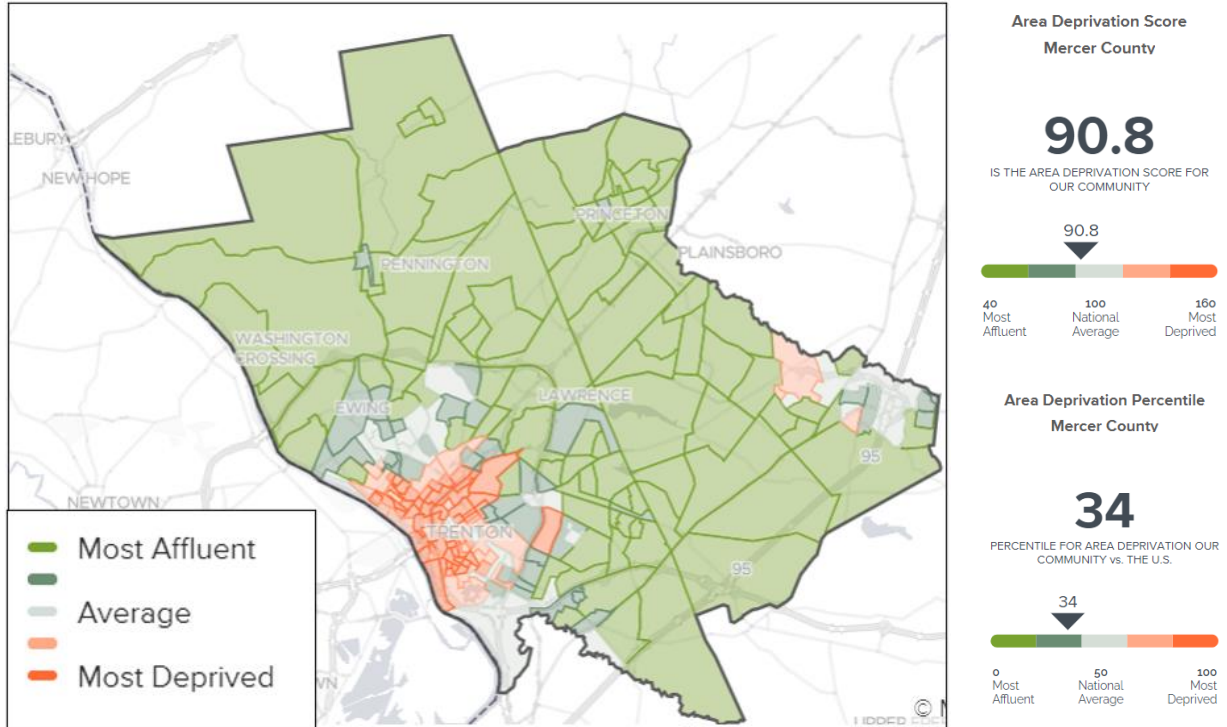 LEBURY
NEW HOPE
PRINCETON
PLAINSBORO
PENNINGTON
WASHINGTON
CROSSING
EWING
LAWRENCE
95
NEWTOWN
TRENTON
95
WN
©
Most Affluent
Average
Most Deprived
Area Deprivation Score
Mercer County
90.8
IS THE AREA DEPRIVATION SCORE FOR
OUR COMMUNITY
90.8
40 100 160
Most National Most
Affluent Average Deprived
Area Deprivation Percentile
Mercer County
34
PERCENTILE FOR AREA DEPRIVATION OUR
COMMUNITY vs. THE U.S.
34
0 50 100
Most National Most
Affluent Average Deprived